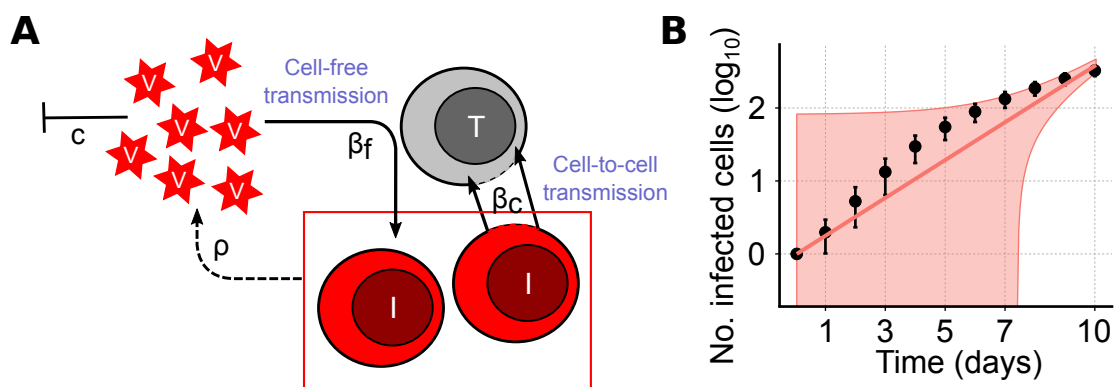 A
V
V
V
V
V
V
V
V
c
Cell-free
transmission
βf
T
Cell-to-cell
transmission
βc
ρ
I
I
B
No. infected cells (log10)
2
1
0
1
3
5
7
10
Time (days)